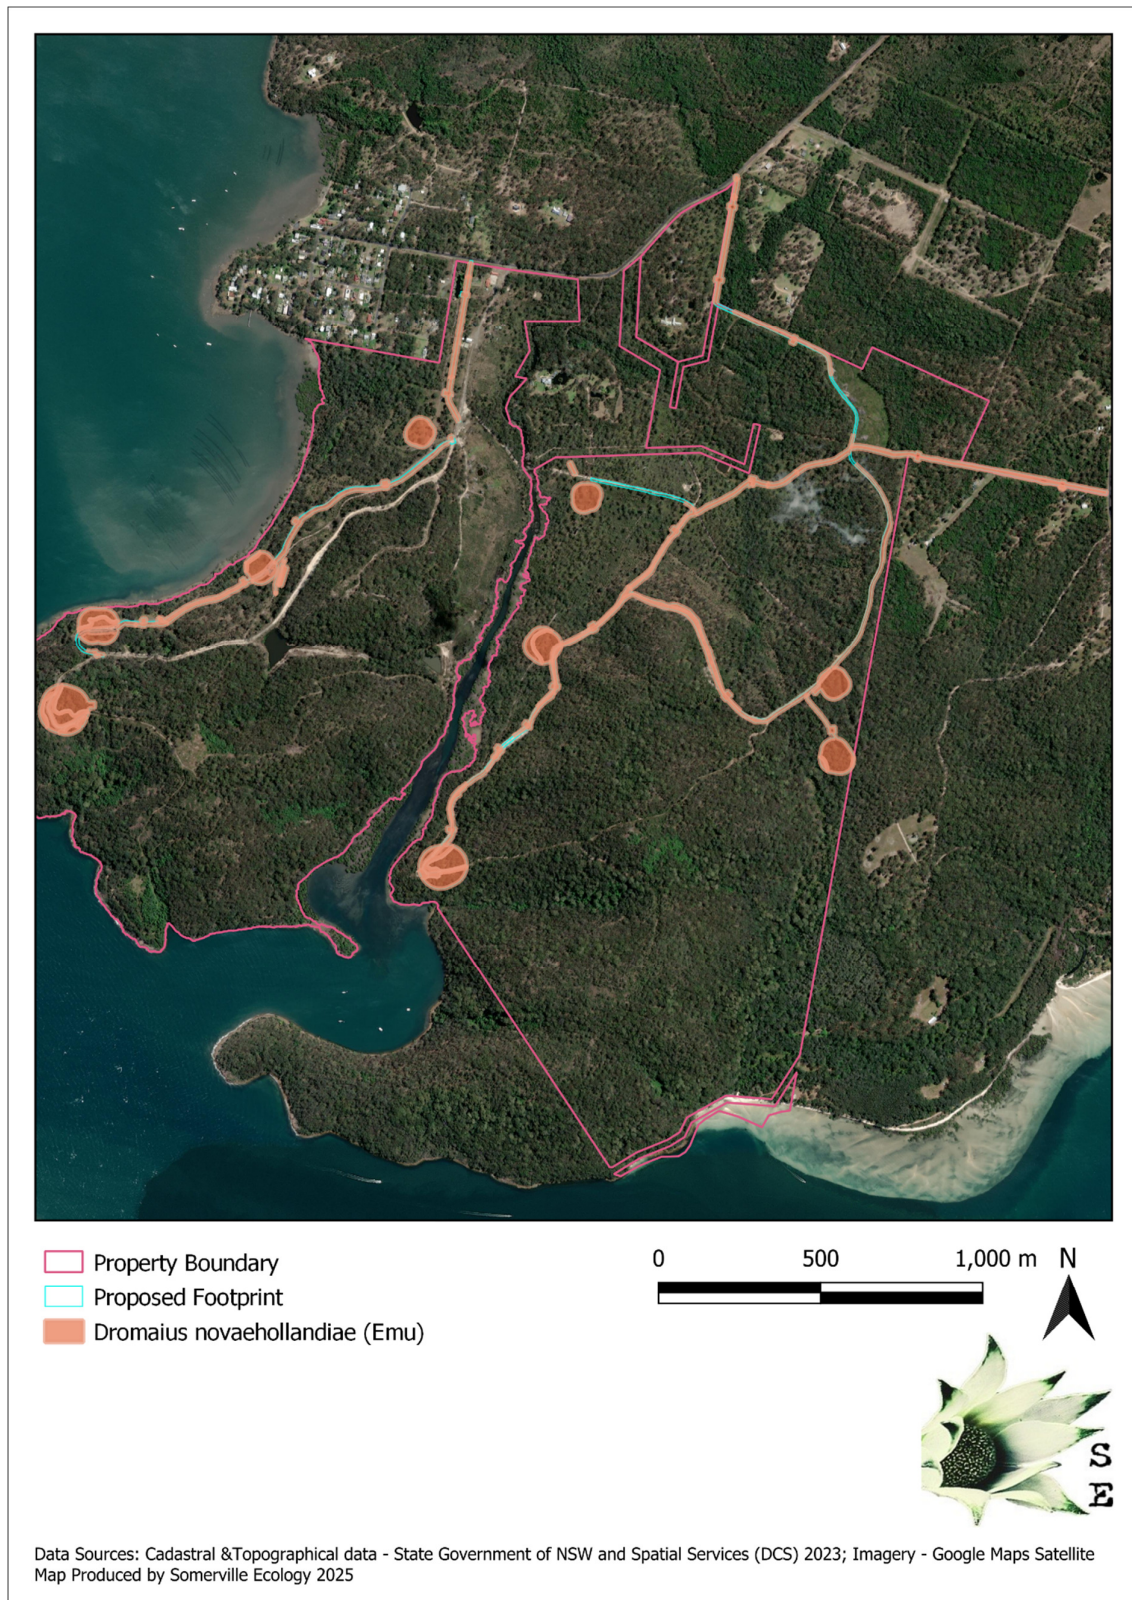 Property Boundary
Proposed Footprint
Dromaius novaehollandiae (Emu)
0 500 1,000 m N
S
E
Data Sources: Cadastral &Topographical data - State Government of NSW and Spatial Services (DCS) 2023; Imagery - Google Maps Satellite
Map Produced by Somerville Ecology 2025